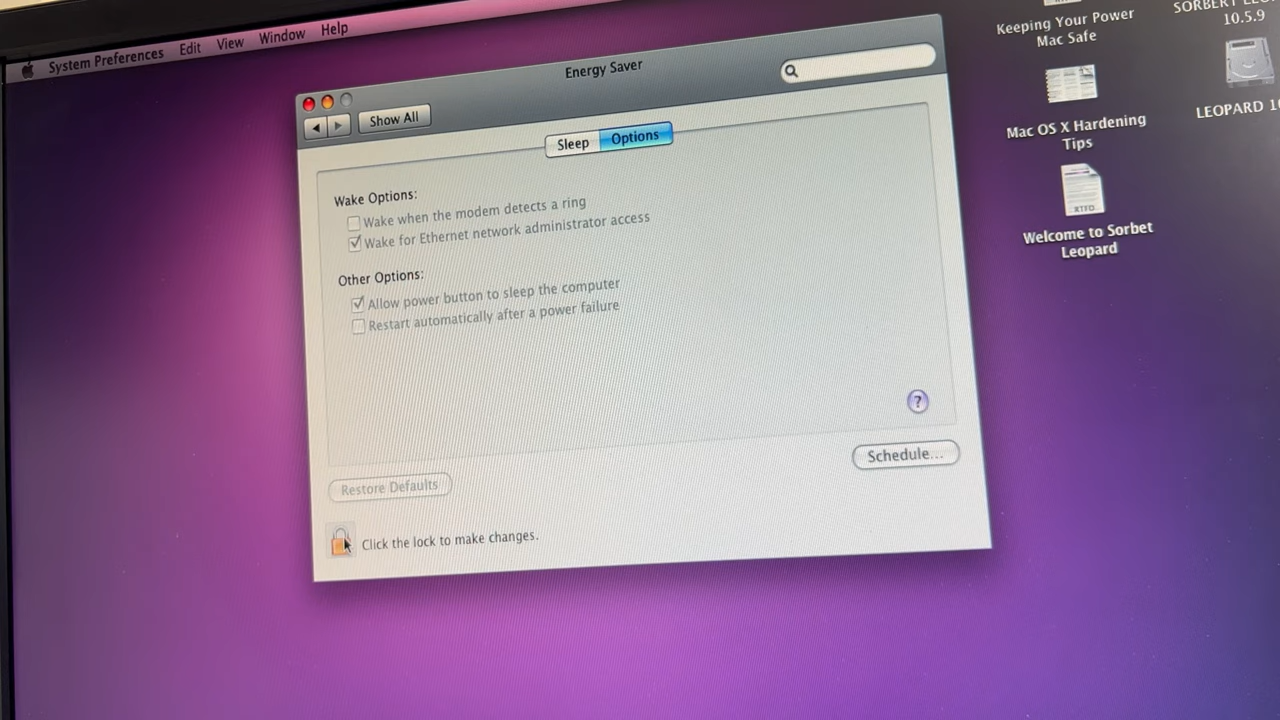 System Preferences Edit View Window Help
Energy Saver
Show All
Sleep Options
Wake Options:
Wake when the modem detects a ring
Wake for Ethernet network administrator access
Other Options:
Allow power button to sleep the computer
Restart automatically after a power failure
?
Schedule...
Restore Defaults
Click the lock to make changes.
Keeping Your Power
Mac Safe
Mac OS X Hardening
Tips
Welcome to Sorbet
Leopard
10.5.9
LEOPARD